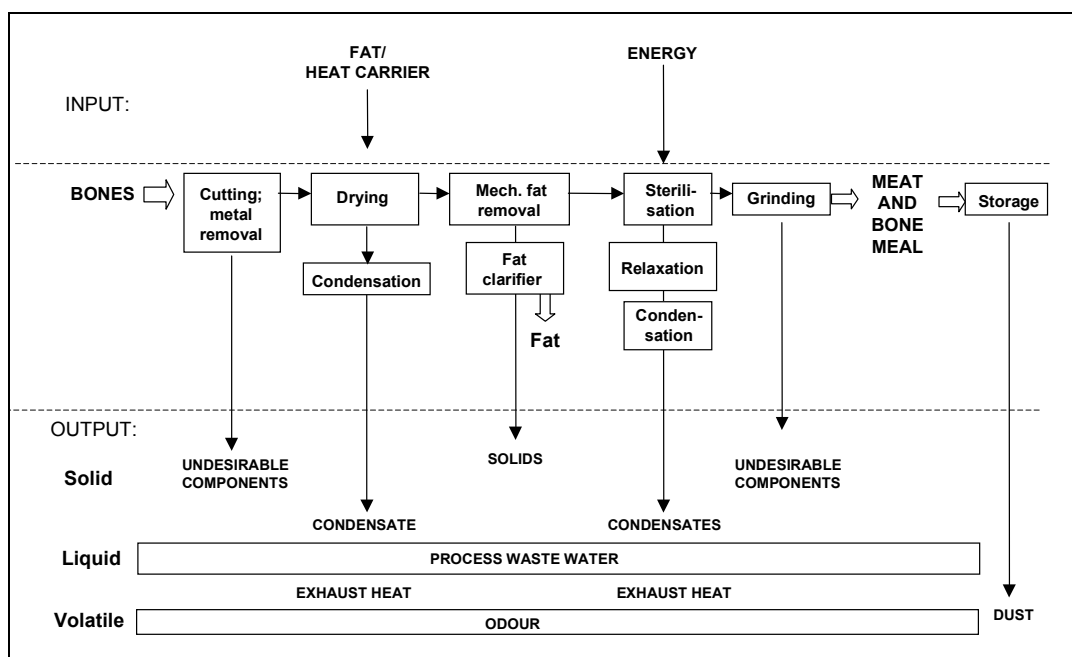 FAT/
HEAT CARRIER
ENERGY
INPUT:
BONES
Cutting;
metal
removal
Drying
Mech. fat
removal
Sterili-
sation
Grinding
MEAT
AND
BONE
MEAL
Storage
Condensation
Fat
clarifier
Relaxation
Fat
Conden-
sation
OUTPUT:
Solid
UNDESIRABLE
COMPONENTS
SOLIDS
UNDESIRABLE
COMPONENTS
CONDENSATE
CONDENSATES
Liquid
PROCESS WASTE WATER
EXHAUST HEAT
EXHAUST HEAT
DUST
Volatile
ODOUR